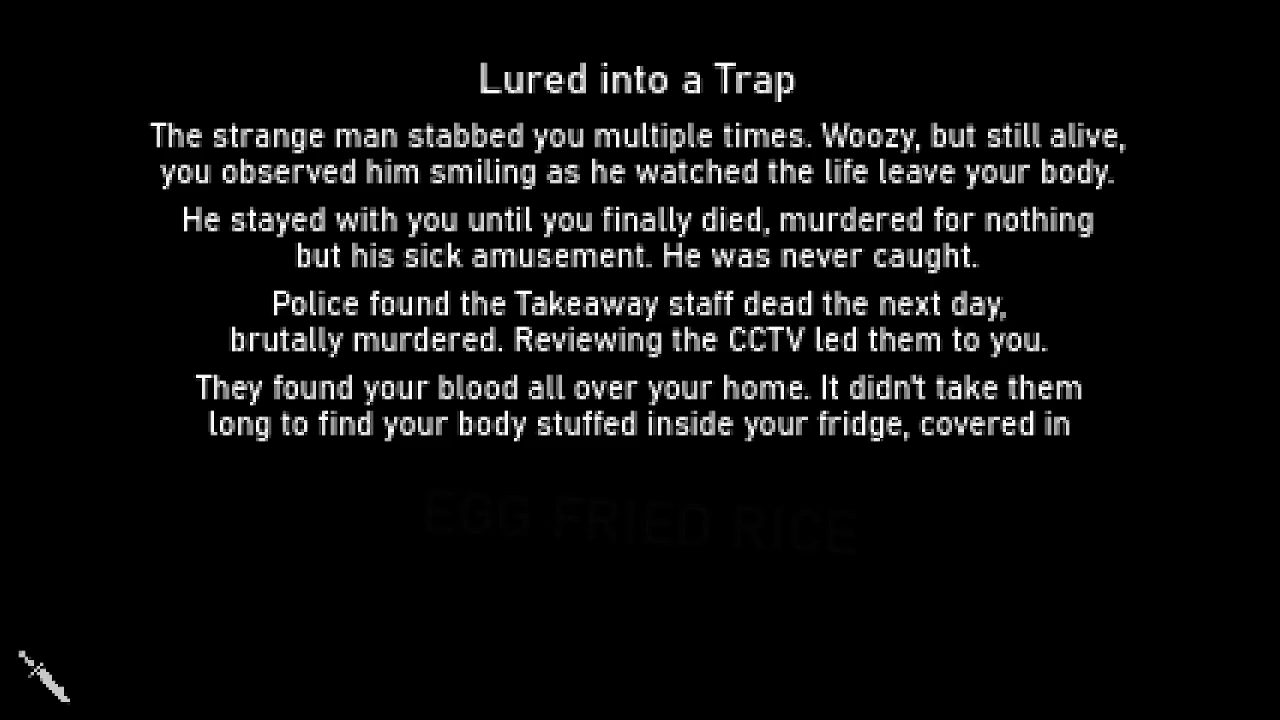 Lured into a Trap
The strange man stabbed you multiple times. Woozy, but still alive,
you observed him smiling as he watched the life leave your body.
He stayed with you until you finally died, murdered for nothing
but his sick amusement. He was never caught.
Police found the Takeaway staff dead the next day,
brutally murdered. Reviewing the CCTV led them to you.
They found your blood all over your home. It didn't take them
long to find your body stuffed inside your fridge, covered in
EGG FRIED RICE